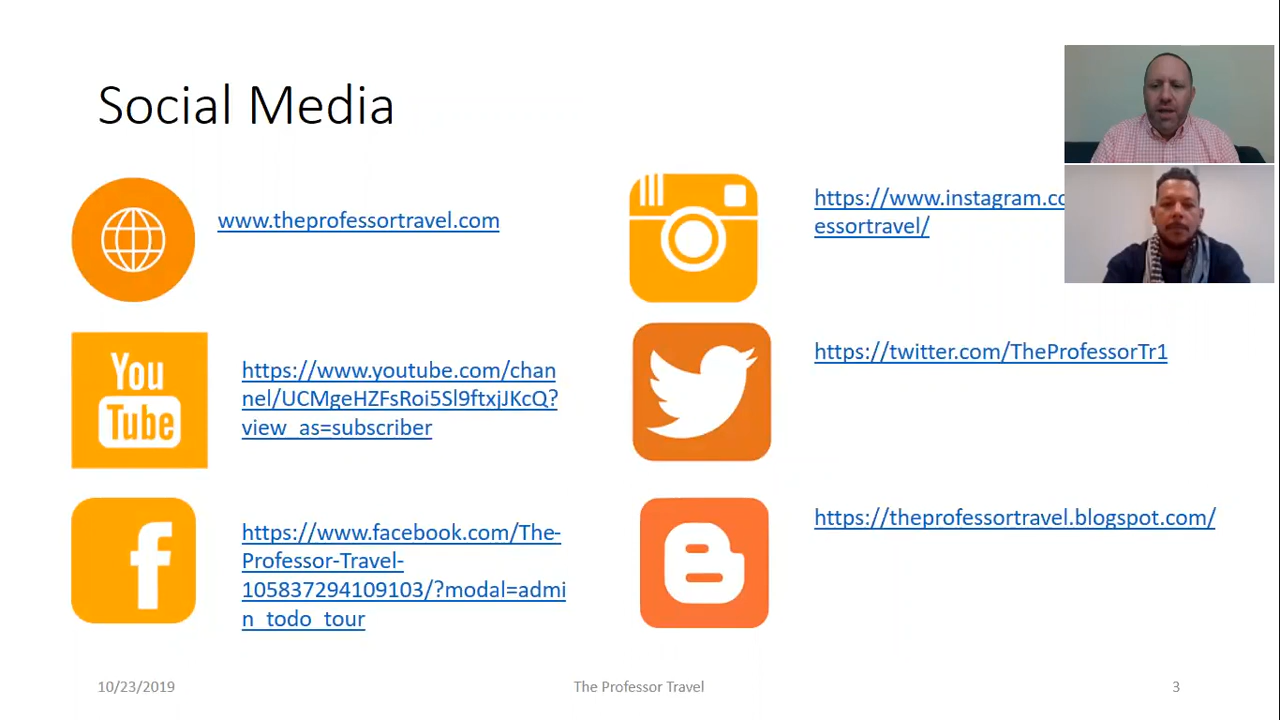 Social Media
www.theprofessortravel.com
You
Tube
https://www.youtube.com/chan
nel/UCMgeHZFsRoi5Sl9ftxjJKcQ?
view_as=subscriber
https://www.facebook.com/The-
Professor-Travel-
105837294109103/?modal=admi
n_todo_tour
https://www.instagram.co
essortravel/
https://twitter.com/TheProfessorTr1
https://theprofessortravel.blogspot.com/
10/23/2019
The Professor Travel
3